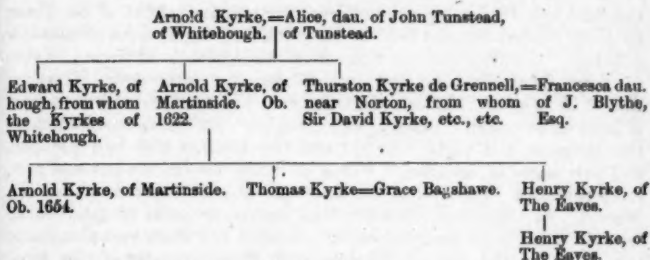 Arnold Kyrke,=Alice, dau. of John Tunstead,
of Whitehough. of Tunstead.
Edward Kyrke, of Arnold Kyrke, of Thurston Kyrke de Grennell,=Francesca dau.
hough, from whom Martinside. Ob. near Norton, from whom of J. Blythe,
the Kyrkes of 1622. Sir David Kyrke, etc., etc. Esq.
Whitehough.
Arnold Kyrke, of Martinside. Thomas Kyrke=Grace Bagshawe. Henry Kyrke, of
Ob. 1654. The Eaves.
Henry Kyrke, of
The Eaves.